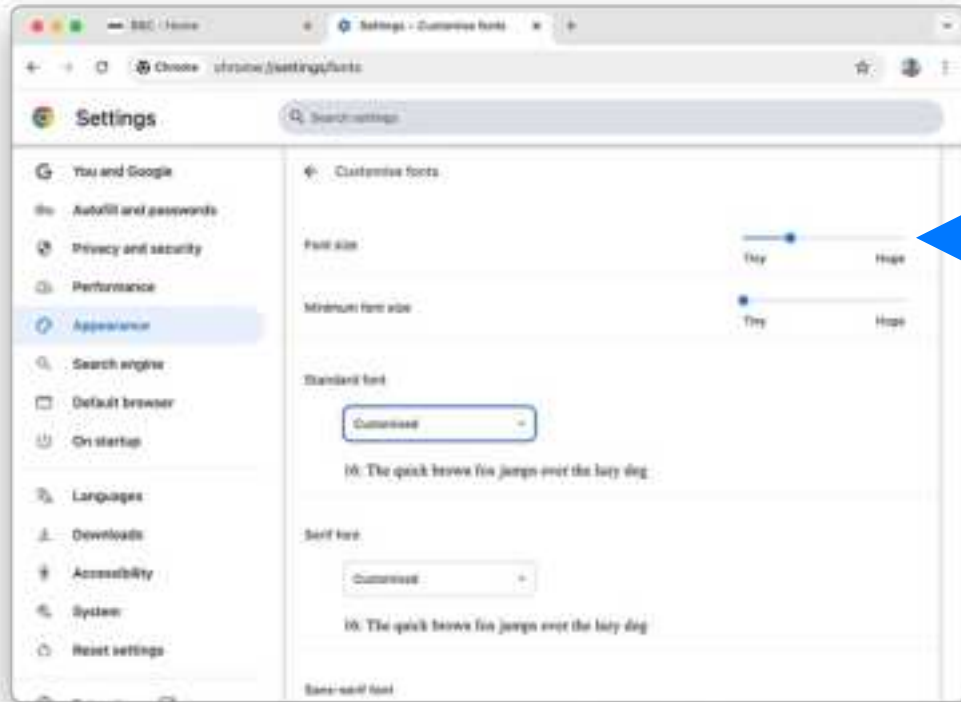 BBC - Home
Settings - Customise fonts
Chrome chrome://settings/fonts
Settings
Search settings
You and Google
Autofill and passwords
Privacy and security
Performance
Appearance
Search engine
Default browser
On startup
Languages
Downloads
Accessibility
System
Reset settings
Customise fonts
Font size
Tiny Huge
Minimum font size
Tiny Huge
Standard font
Customised
16: The quick brown fox jumps over the lazy dog
Serif font
Customised
16: The quick brown fox jumps over the lazy dog
Sans-serif font